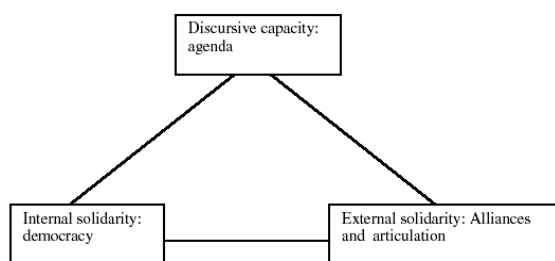 Discursive capacity:
agenda
Internal solidarity:
democracy
External solidarity: Alliances
and articulation